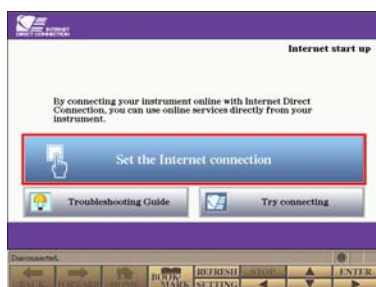 INTERNET
DIRECT CONNECTION
Internet start up
By connecting your instrument online with Internet Direct
Connection, you can use online services directly from your
instrument.
Set the Internet connection
Troubleshooting Guide
Try connecting
Disconnected.
BACK FORWARD HOME BOOK MARK REFRESH STOP ENTER
SETTING